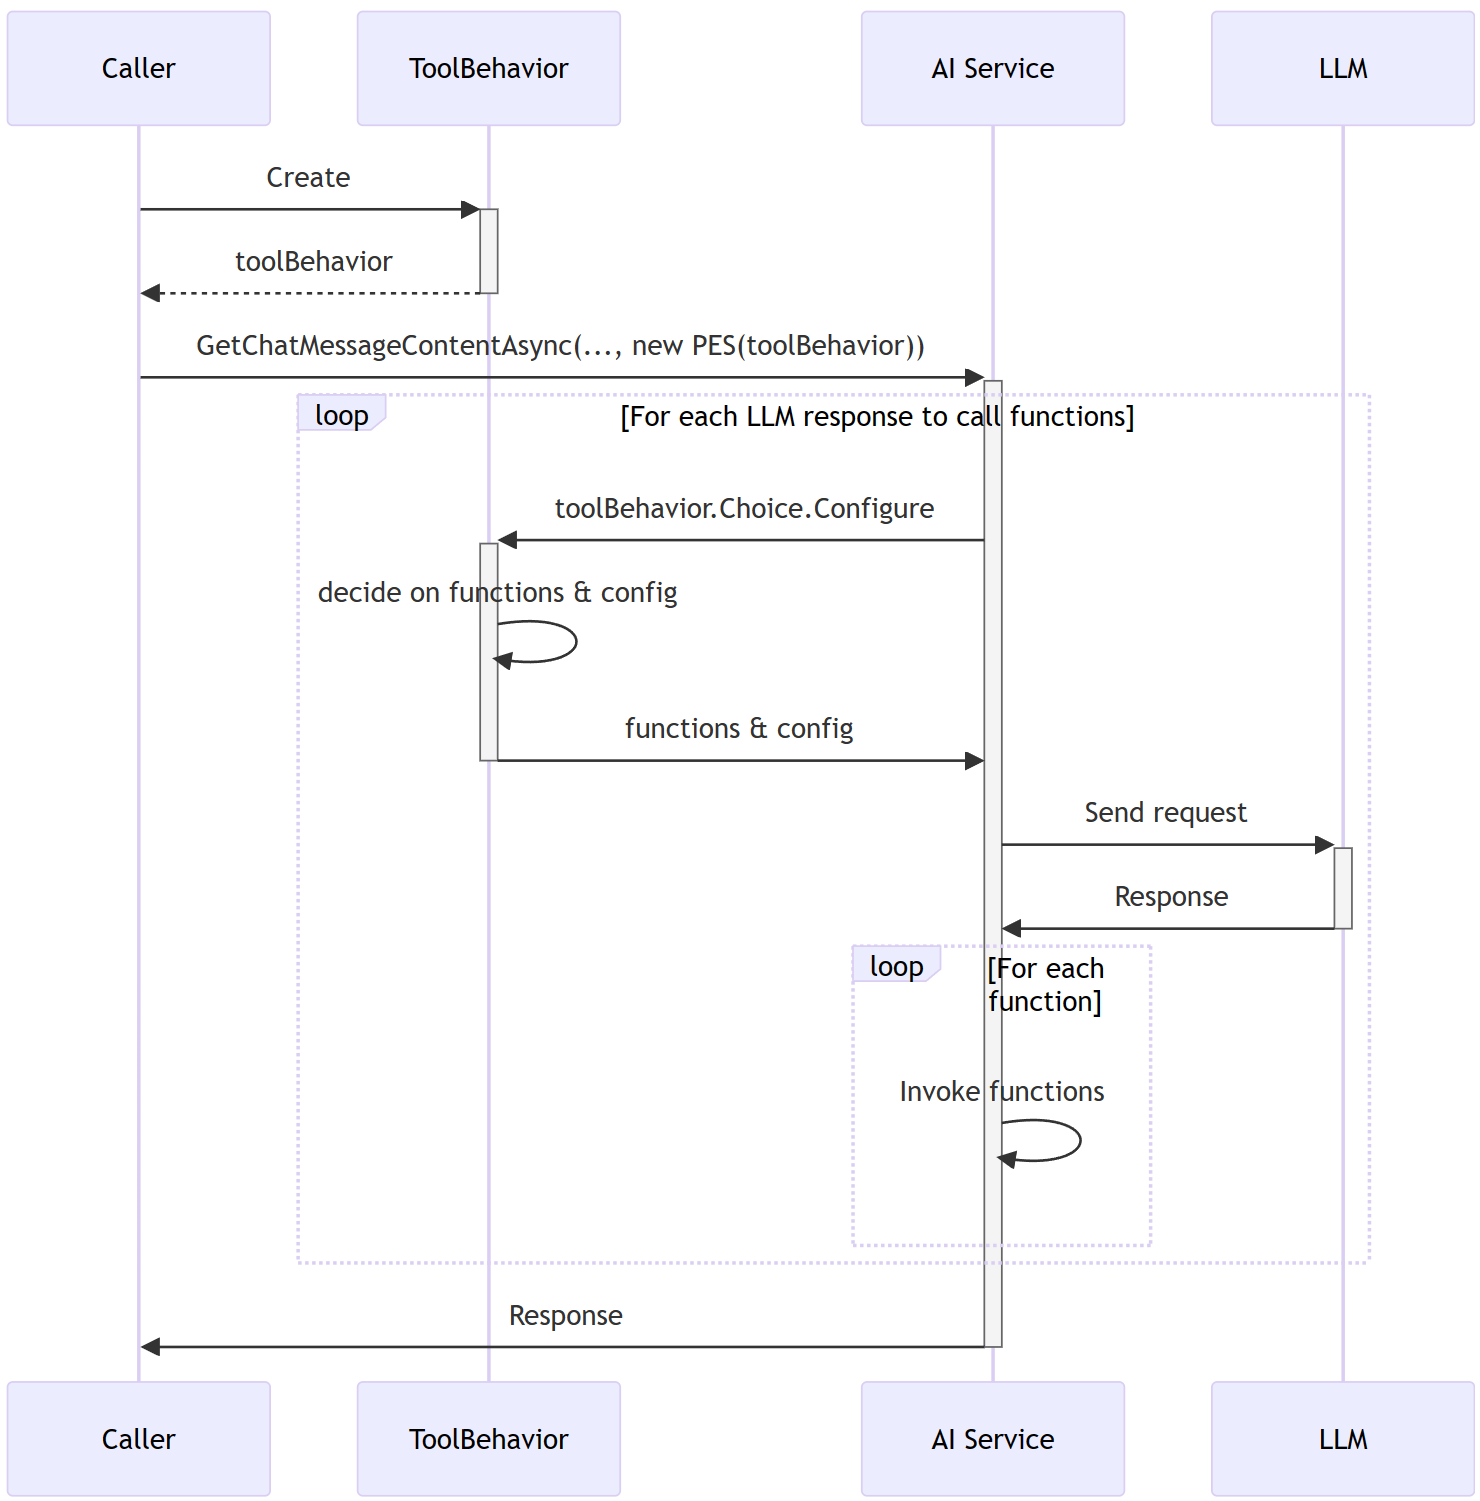 Caller
ToolBehavior
AI Service
LLM
Create
toolBehavior
GetChatMessageContentAsync(..., new PES(toolBehavior))
loop
[For each LLM response to call functions]
toolBehavior.Choice.Configure
decide on functions & config
functions & config
Send request
Response
loop
[For each
function]
Invoke functions
Response
Caller
ToolBehavior
AI Service
LLM